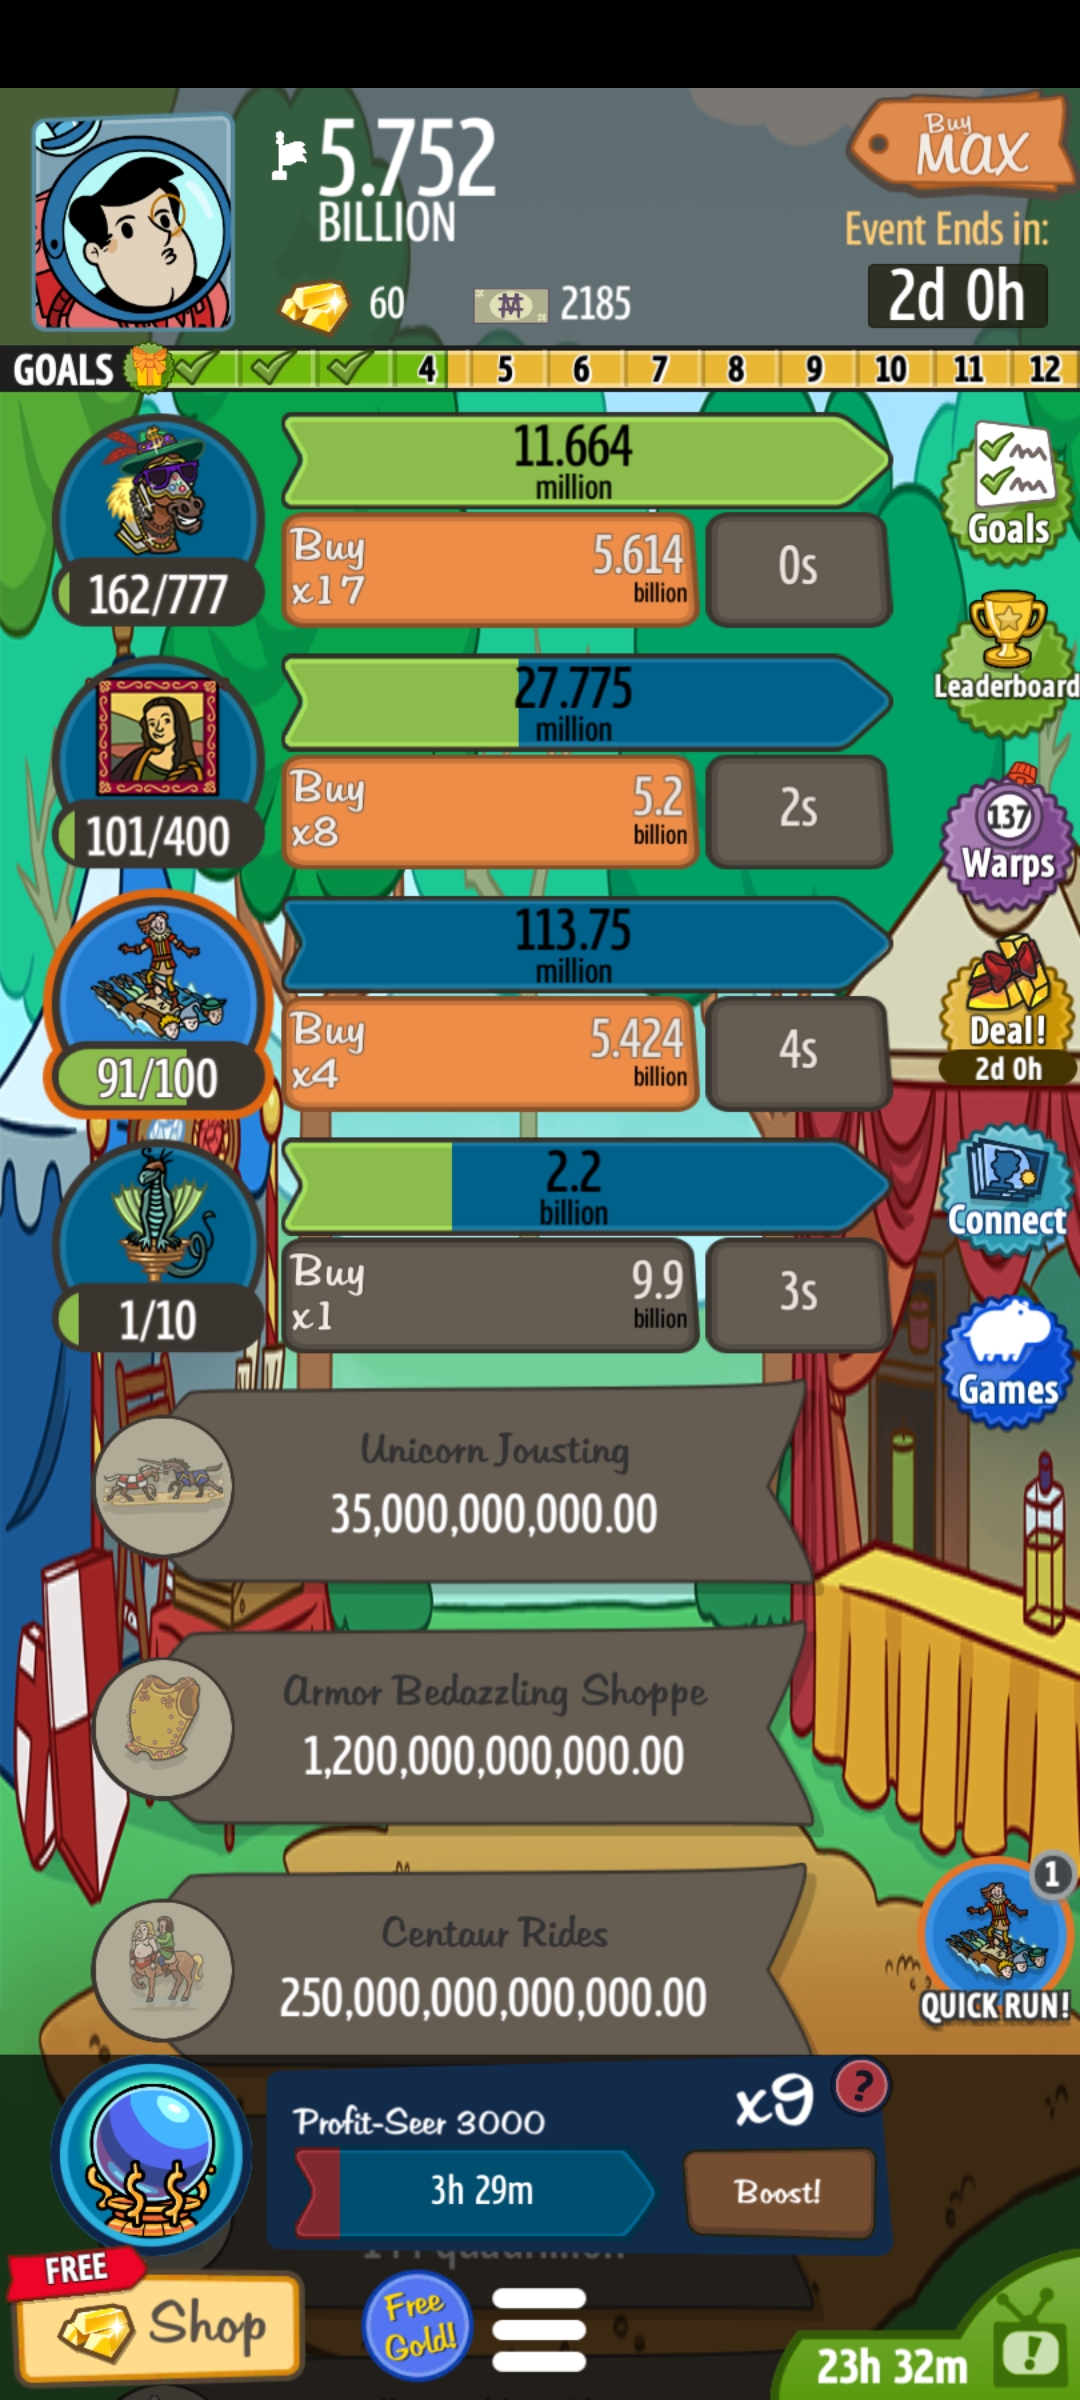 5.752
BILLION
Buy
MAX
Event Ends in:
2d 0h
60
2185
GOALS 4 5 6 7 8 9 10 11 12
11.664
million
Buy
x17
5.614
billion
0s
162/777
Goals
27.775
million
Buy
x8
5.2
billion
2s
101/400
Leaderboard
137
Warps
113.75
million
Buy
x4
5.424
billion
4s
91/100
Deal!
2d 0h
2.2
billion
Buy
x1
9.9
billion
3s
1/10
Connect
Games
Unicorn Jousting
35,000,000,000.00
Armor Bedazzling Shoppe
1,200,000,000,000.00
Centaur Rides
250,000,000,000,000.00
1
QUICK RUN!
Profit-Seer 3000
x9
?
3h 29m
Boost!
FREE
Shop
Free
Gold!
23h 32m
!